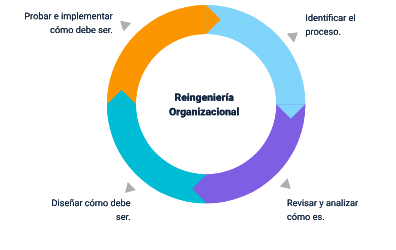 Probar e implementar
cómo debe ser.
Identificar el
proceso.
Reingeniería
Organizacional
Diseñar cómo debe
ser.
Revisar y analizar
cómo es.